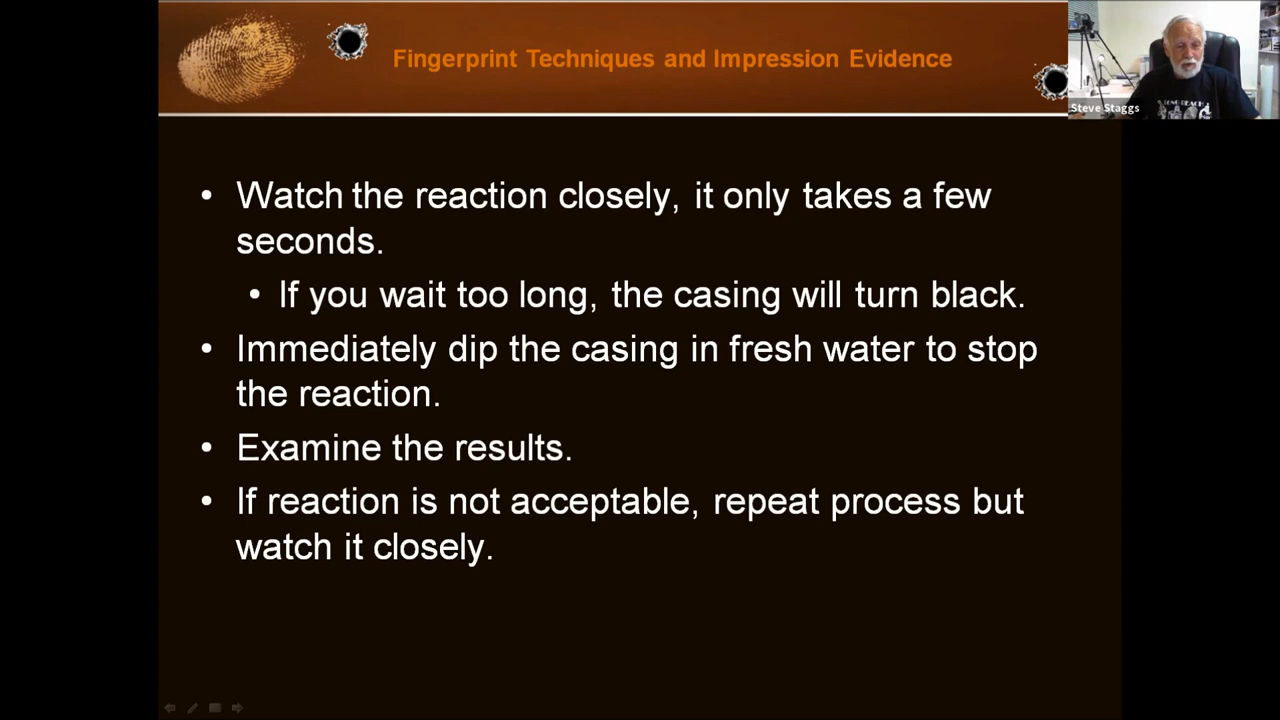 Fingerprint Techniques and Impression Evidence
Steve Staggs
LONG BEACH
• Watch the reaction closely, it only takes a few
seconds.
• If you wait too long, the casing will turn black.
• Immediately dip the casing in fresh water to stop
the reaction.
• Examine the results.
• If reaction is not acceptable, repeat process but
watch it closely.